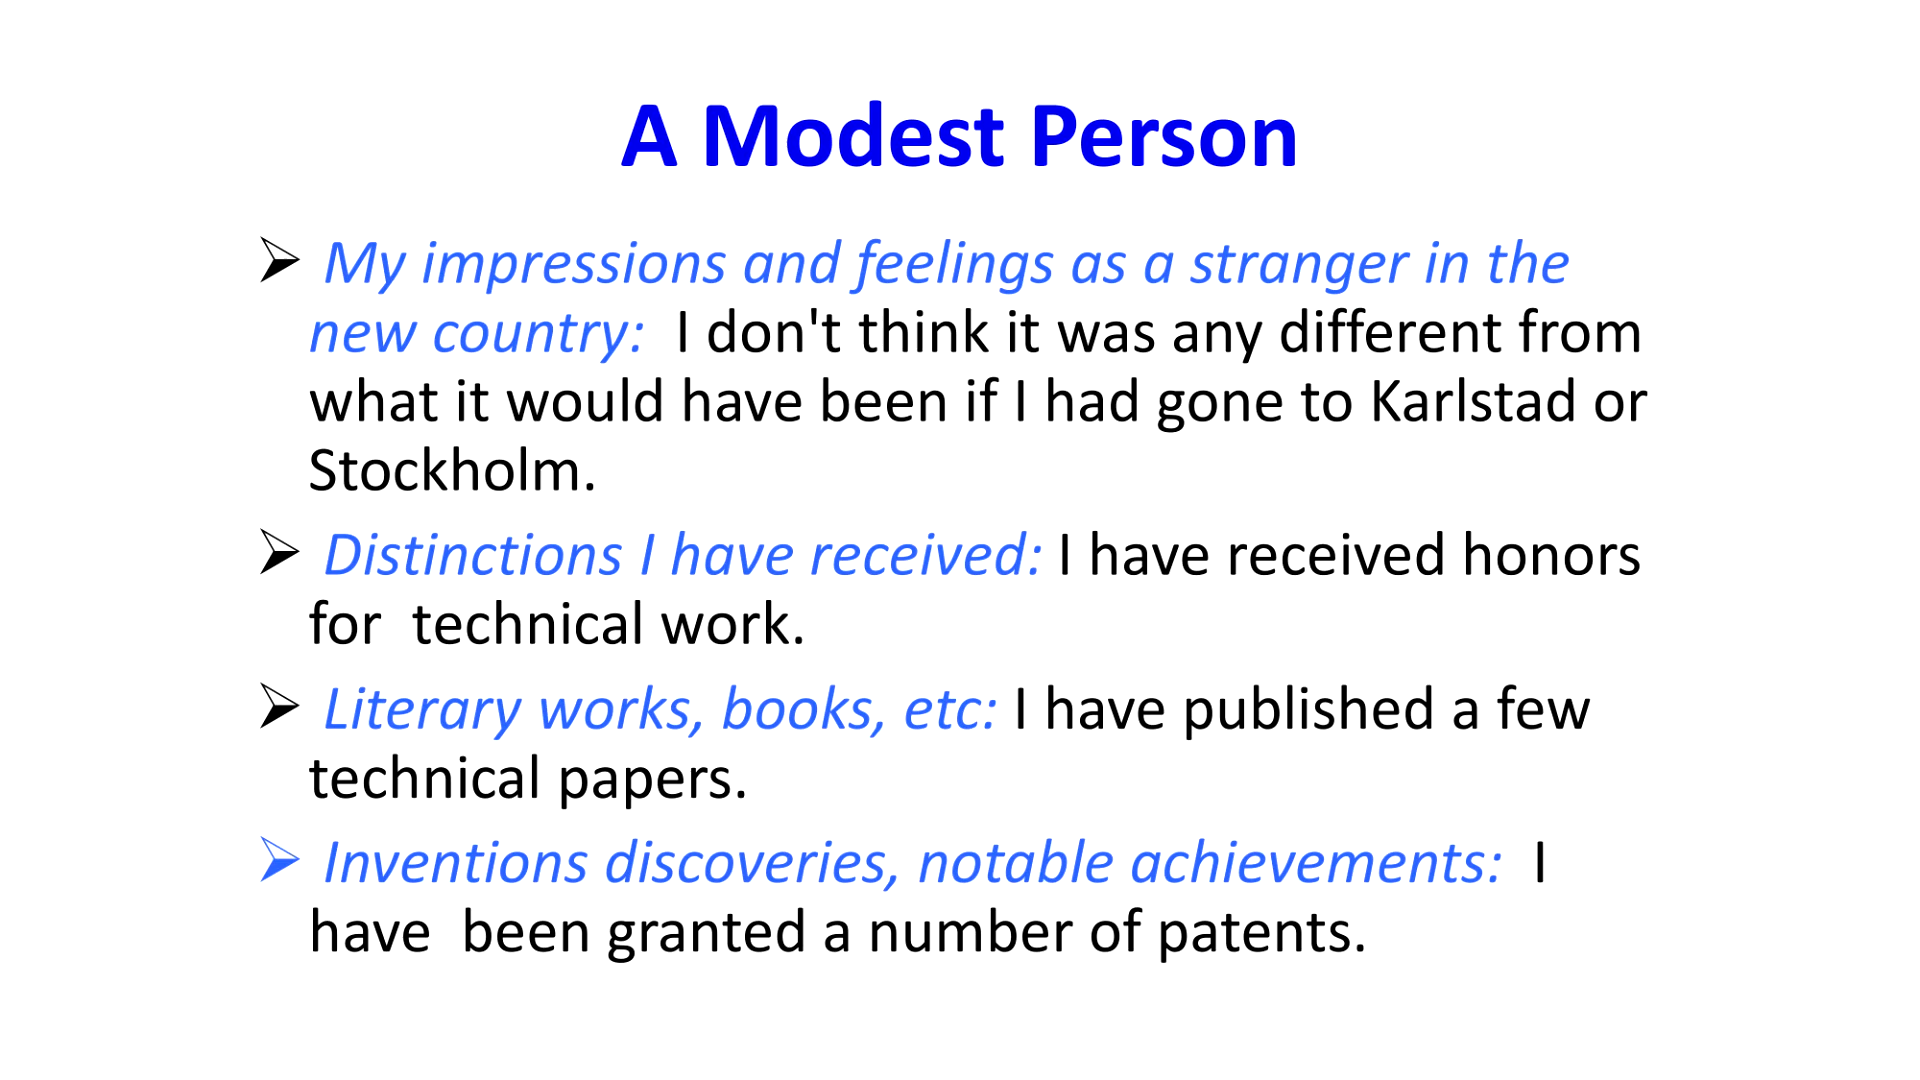 A Modest Person
➢ My impressions and feelings as a stranger in the
new country:  I don't think it was any different from
what it would have been if I had gone to Karlstad or
Stockholm.
➢ Distinctions I have received: I have received honors
for  technical work.
➢ Literary works, books, etc: I have published a few
technical papers.
➢ Inventions discoveries, notable achievements:  I
have  been granted a number of patents.